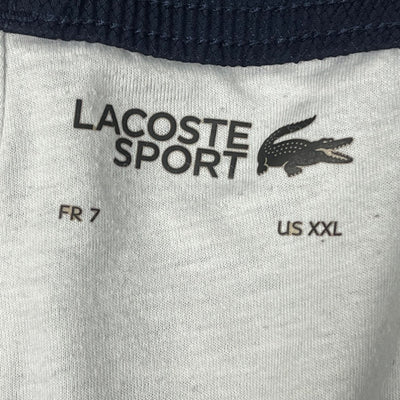 LACOSTE
SPORT
FR 7
US XXL